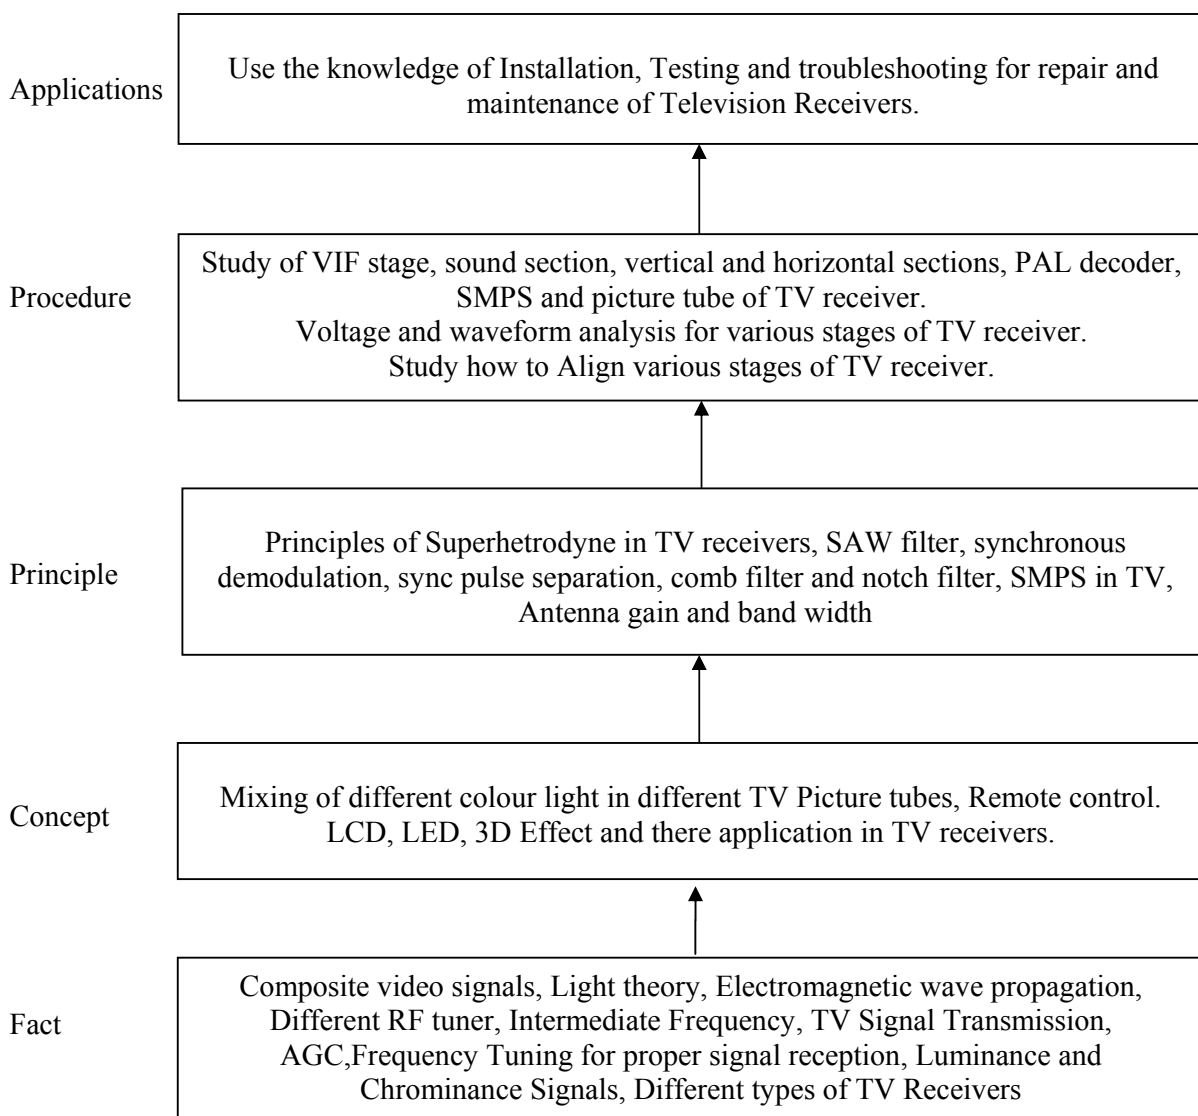 Applications
Use the knowledge of Installation, Testing and troubleshooting for repair and
maintenance of Television Receivers.
Procedure
Study of VIF stage, sound section, vertical and horizontal sections, PAL decoder,
SMPS and picture tube of TV receiver.
Voltage and waveform analysis for various stages of TV receiver.
Study how to Align various stages of TV receiver.
Principle
Principles of Superhetrodyne in TV receivers, SAW filter, synchronous
demodulation, sync pulse separation, comb filter and notch filter, SMPS in TV,
Antenna gain and band width
Concept
Mixing of different colour light in different TV Picture tubes, Remote control.
LCD, LED, 3D Effect and there application in TV receivers.
Fact
Composite video signals, Light theory, Electromagnetic wave propagation,
Different RF tuner, Intermediate Frequency, TV Signal Transmission,
AGC,Frequency Tuning for proper signal reception, Luminance and
Chrominance Signals, Different types of TV Receivers